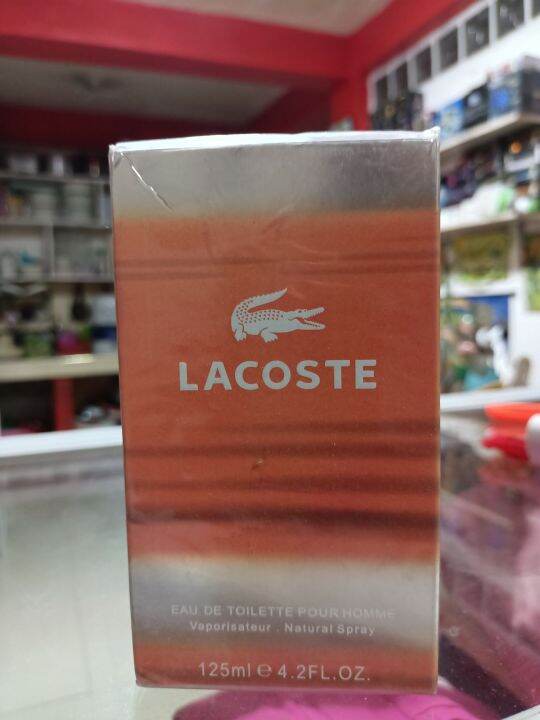 LACOSTE
EAU DE TOILETTE POUR HOMME
Vaporisateur . Natural Spray
125ml e 4.2FL.OZ.